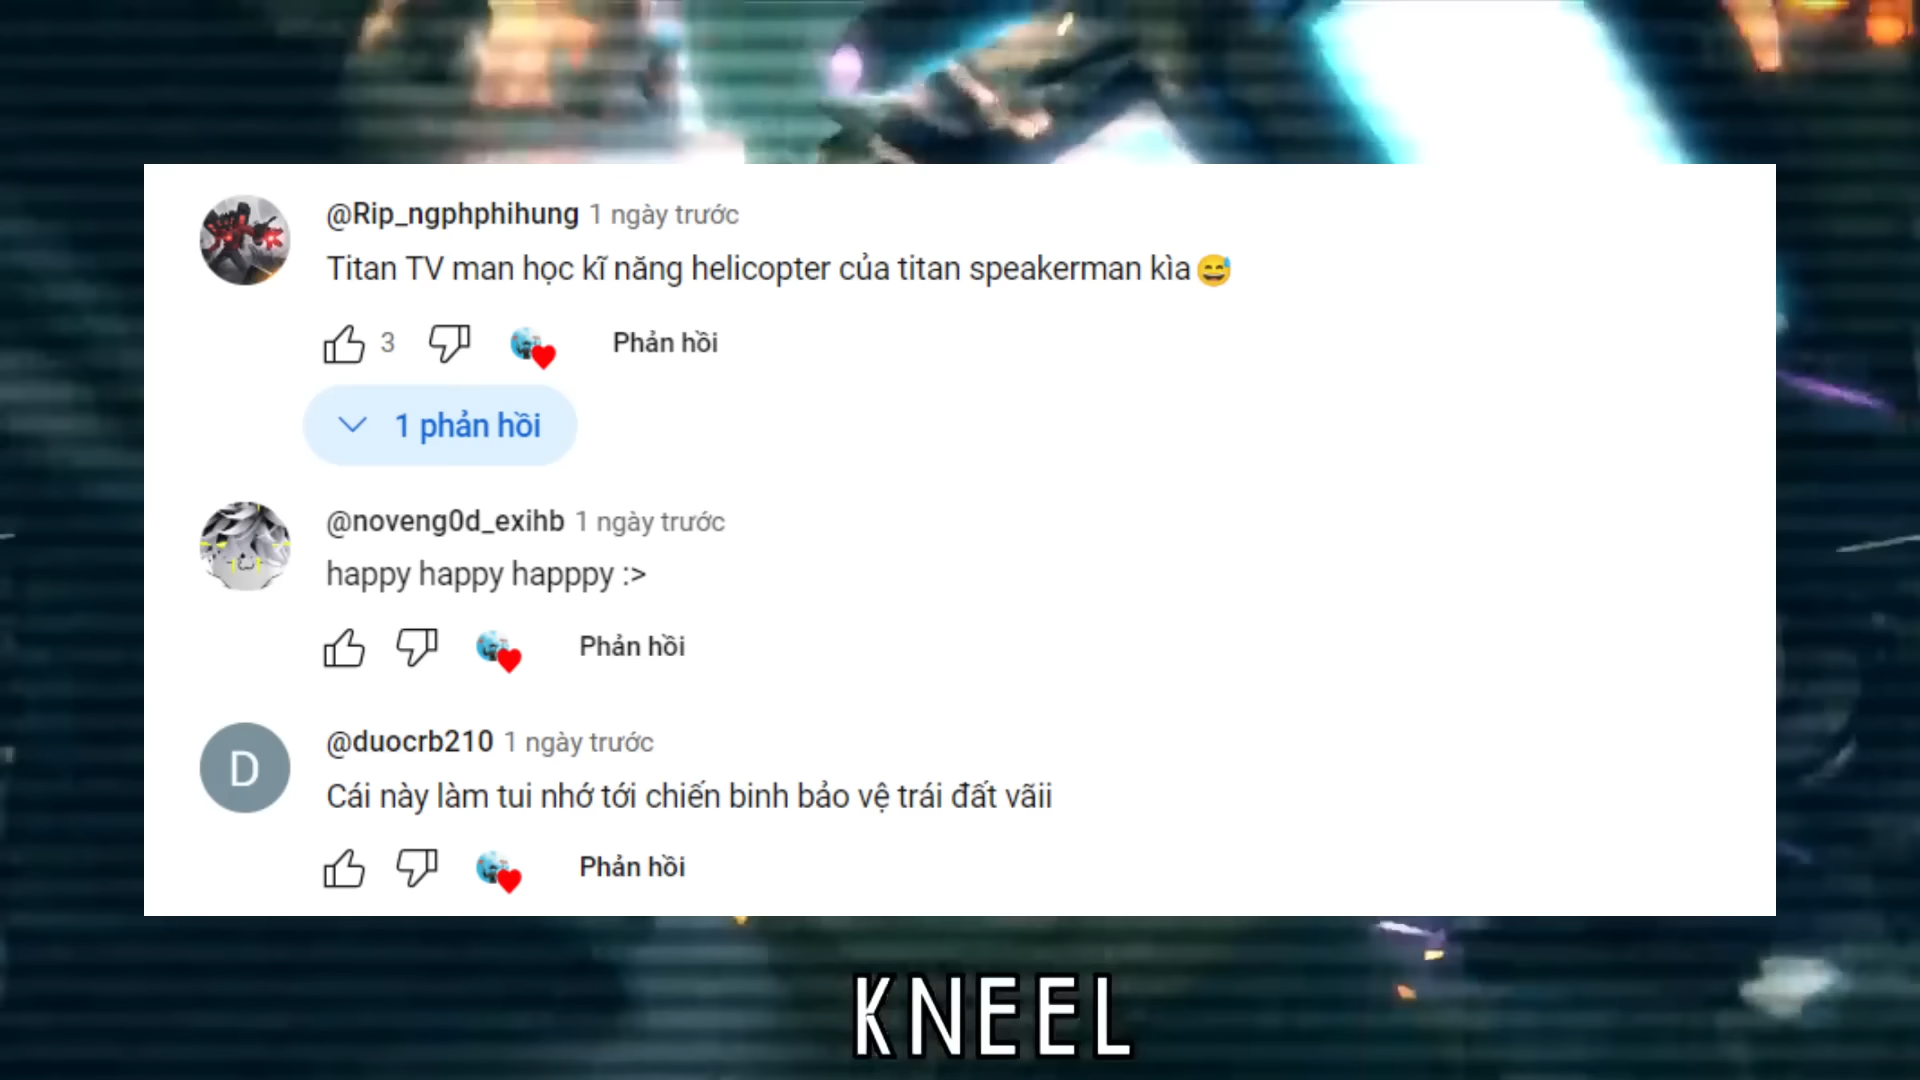 @Rip_ngphphihung 1 ngày trước
Titan TV man học kĩ năng helicopter của titan speakerman kìa😅
3 Phản hồi
1 phản hồi
@noveng0d_exihb 1 ngày trước
happy happy happpy :>
Phản hồi
D
@duocrb210 1 ngày trước
Cái này làm tui nhớ tới chiến binh bảo vệ trái đất vãii
Phản hồi
KNEEL